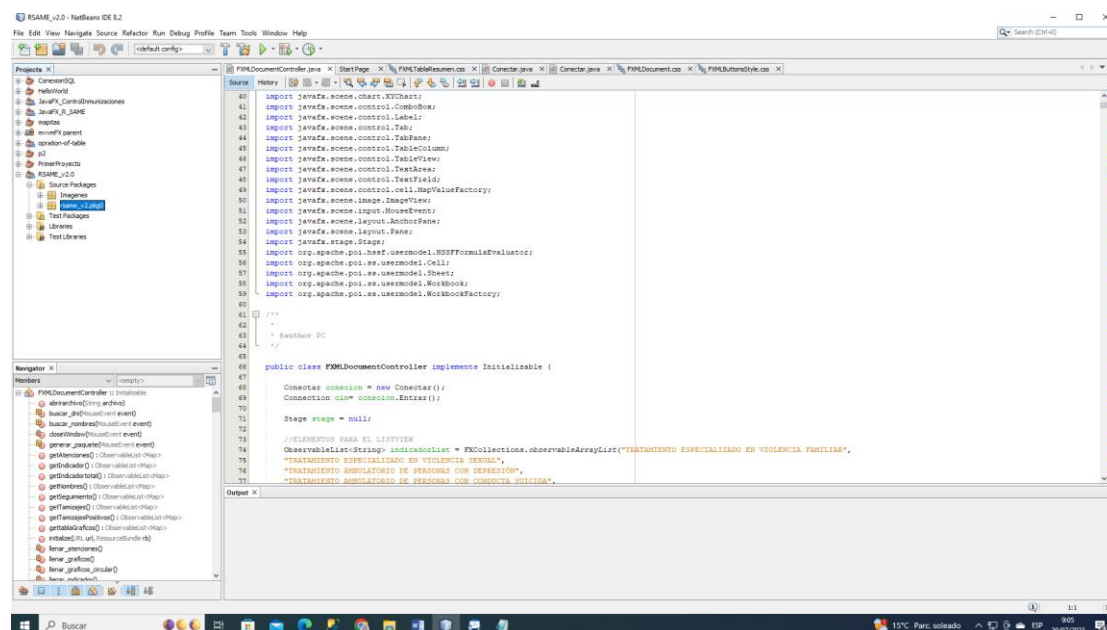 RSAME_v2.0 - NetBeans IDE 8.2
File Edit View Navigate Source Refactor Run Debug Profile Team Tools Window Help
Search (Ctrl+I)
<default config>
Projects
FXMLDocumentController.java
Start Page
FXMLTablaResumen.css
Conectar.java
Conectar.java
FXMLDocument.css
FXMLButtonsStyle.css
ConexionSQL
HelloWorld
JavaFX_ControlInmunizaciones
JavaFX_R_SAME
mapitas
mvvmFX parent
opration-of-table
p2
PrimerProyecto
RSAME_v2.0
Source Packages
Imagenes
rsame_v2.pkg0
Test Packages
Libraries
Test Libraries
Source History
40 import javafx.scene.chart.XYChart;
41 import javafx.scene.control.ComboBox;
42 import javafx.scene.control.Label;
43 import javafx.scene.control.Tab;
44 import javafx.scene.control.TabPane;
45 import javafx.scene.control.TableColumn;
46 import javafx.scene.control.TableView;
47 import javafx.scene.control.TextArea;
48 import javafx.scene.control.TextField;
49 import javafx.scene.control.cell.MapValueFactory;
50 import javafx.scene.image.ImageView;
51 import javafx.scene.input.MouseEvent;
52 import javafx.scene.layout.AnchorPane;
53 import javafx.scene.layout.Pane;
54 import javafx.stage.Stage;
55 import org.apache.poi.hssf.usermodel.HSSFFormulaEvaluator;
56 import org.apache.poi.ss.usermodel.Cell;
57 import org.apache.poi.ss.usermodel.Sheet;
58 import org.apache.poi.ss.usermodel.Workbook;
59 import org.apache.poi.ss.usermodel.WorkbookFactory;
60
61 /**
62 *
63 * @author PC
64 */
65
66 public class FXMLDocumentController implements Initializable {
67
68 Conectar conecion = new Conectar();
69 Connection cin= conecion.Entrar();
70
71 Stage stage = null;
72
73 //ELEMENTOS PARA EL LISTVIEW
74 ObservableList<String> indicadorList = FXCollections.observableArrayList("TRATAMIENTO ESPECIALIZADO EN VIOLENCIA FAMILIAR",
75 "TRATAMIENTO ESPECIALIZADO EN VIOLENCIA SEXUAL",
76 "TRATAMIENTO AMBULATORIO DE PERSONAS CON DEPRESIÓN",
77 "TRATAMIENTO AMBULATORIO DE PERSONAS CON CONDUCTA SUICIDA",
Navigator
Members <empty>
FXMLDocumentController :: Initializable
abrirarchivo(String archivo)
buscar_dni(MouseEvent event)
buscar_nombres(MouseEvent event)
closeWindow(MouseEvent event)
generar_paquete(MouseEvent event)
getAtenciones() : ObservableList<Map>
getIndicador() : ObservableList<Map>
getIndicadortotal() : ObservableList<Map>
getNombres() : ObservableList<Map>
getSeguimiento() : ObservableList<Map>
getTamizajes() : ObservableList<Map>
getTamizajesPositivos() : ObservableList<Map>
gettablaGraficos() : ObservableList<Map>
initialize(URL url, ResourceBundle rb)
llenar_atenciones()
llenar_graficos()
llenar_graficos_circular()
llenar_indicador()
Output
1:1
Buscar
15°C Parc. soleado
ESP
9:05